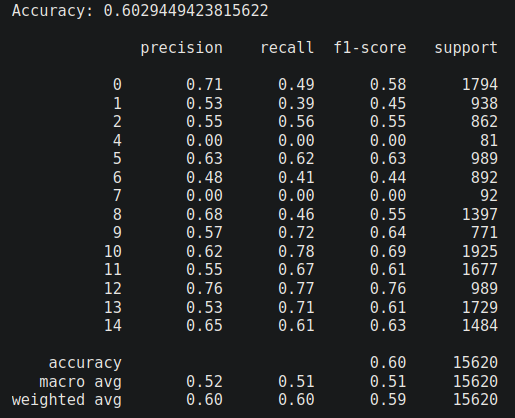 Accuracy: 0.6029449423815622
precision recall f1-score support
0 0.71 0.49 0.58 1794
1 0.53 0.39 0.45 938
2 0.55 0.56 0.55 862
4 0.00 0.00 0.00 81
5 0.63 0.62 0.63 989
6 0.48 0.41 0.44 892
7 0.00 0.00 0.00 92
8 0.68 0.46 0.55 1397
9 0.57 0.72 0.64 771
10 0.62 0.78 0.69 1925
11 0.55 0.67 0.61 1677
12 0.76 0.77 0.76 989
13 0.53 0.71 0.61 1729
14 0.65 0.61 0.63 1484
accuracy 0.60 15620
macro avg 0.52 0.51 0.51 15620
weighted avg 0.60 0.60 0.59 15620